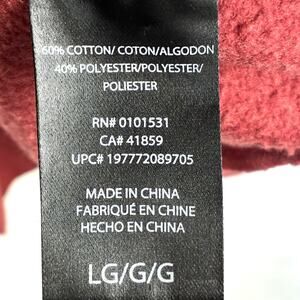 60% COTTON/ COTON/ALGODON
40% POLYESTER/POLYESTER/
POLIESTER
RN# 0101531
CA# 41859
UPC# 197772089705
MADE IN CHINA
FABRIQUÉ EN CHINE
HECHO EN CHINA
LG/G/G